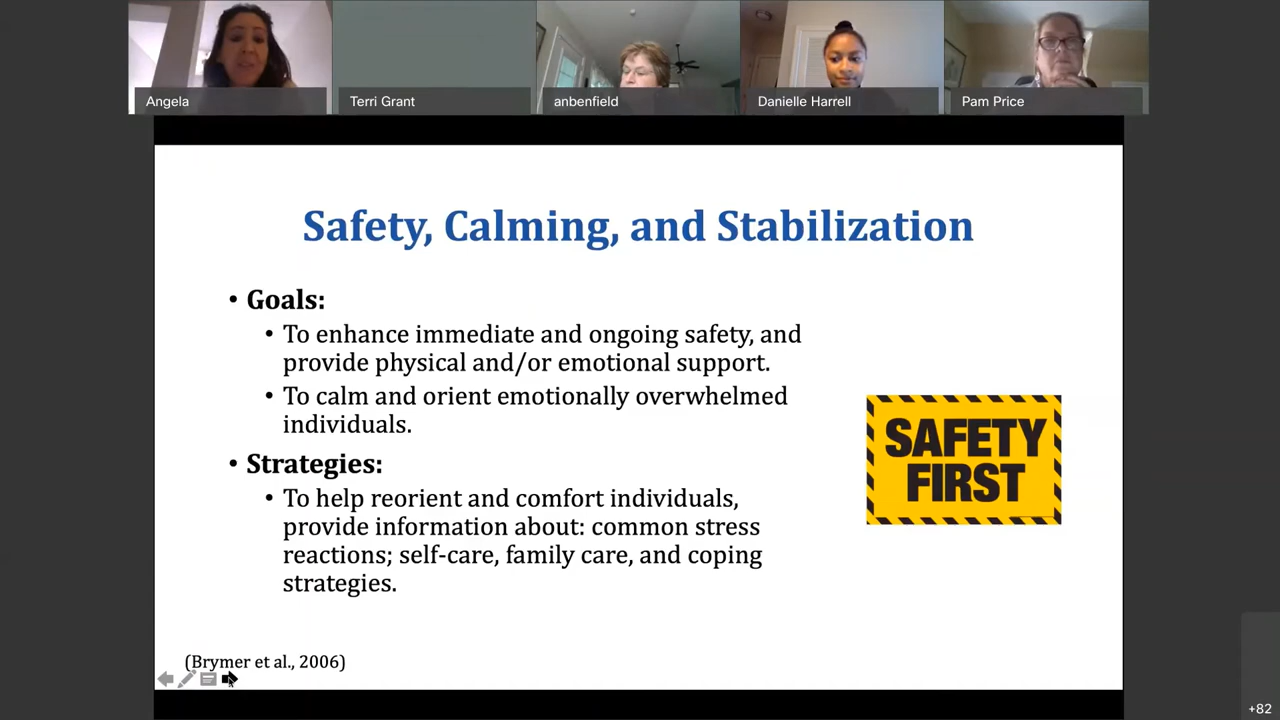 Angela
Terri Grant
anbenfield
Danielle Harrell
Pam Price
Safety, Calming, and Stabilization
• Goals:
• To enhance immediate and ongoing safety, and
provide physical and/or emotional support.
• To calm and orient emotionally overwhelmed
individuals.
• Strategies:
• To help reorient and comfort individuals,
provide information about: common stress
reactions; self-care, family care, and coping
strategies.
SAFETY
FIRST
(Brymer et al., 2006)
+82